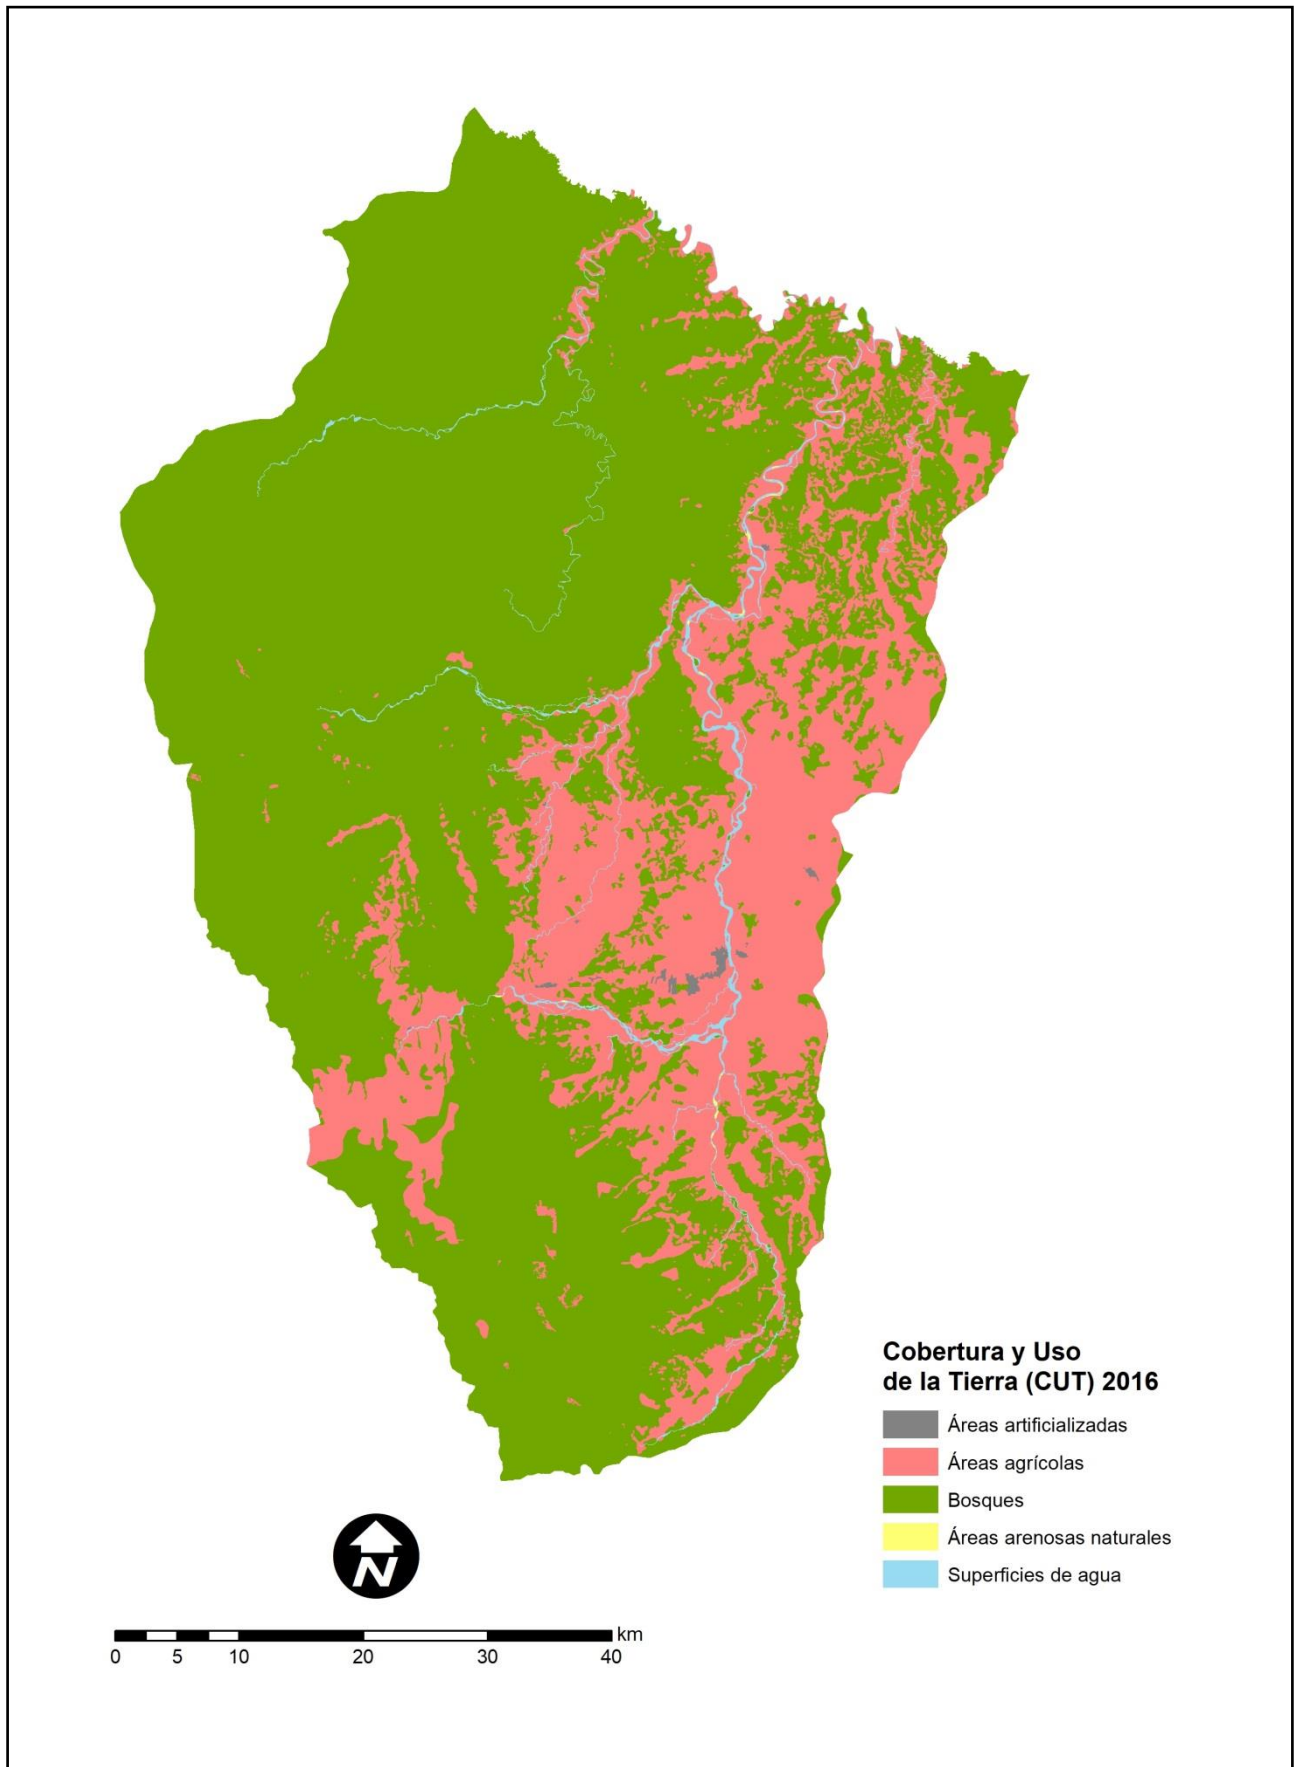 Cobertura y Uso
de la Tierra (CUT) 2016
Áreas artificializadas
Áreas agrícolas
Bosques
Áreas arenosas naturales
Superficies de agua
N
km
0 5 10 20 30 40